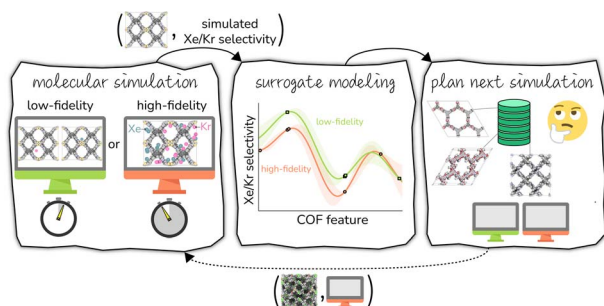 simulated
Xe/Kr selectivity
molecular simulation
surrogate modeling
plan next simulation
low-fidelity
high-fidelity
or
Xe
Kr
Xe/Kr selectivity
low-fidelity
high-fidelity
COF feature